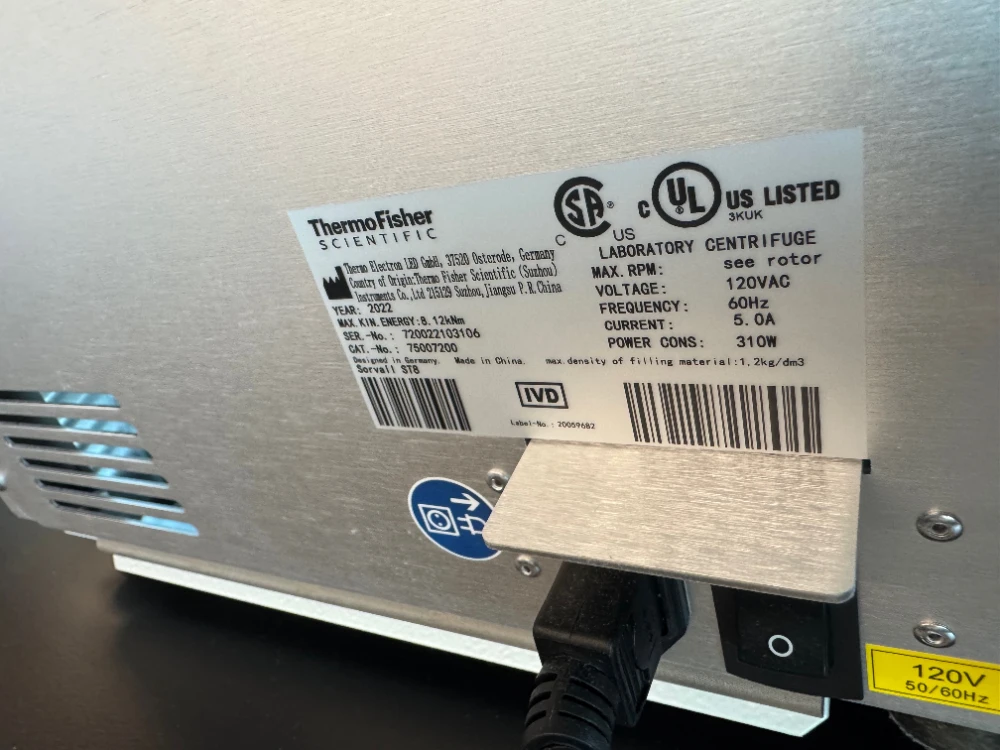 ThermoFisher
SCIENTIFIC
Thermo Electron LED GmbH, 37520 Osterode, Germany
Country of Origin:Thermo Fisher Scientific (Suzhou)
Instruments Co.,Ltd 215129 Suzhou,Jiangsu P.R.China
YEAR: 2022
MAX.KIN.ENERGY:8.12kNm
SER.-No.: 720022103106
CAT.-No.: 75007200
Designed in Germany. Made in China. max.density of filling material:1,2kg/dm3
Sorvall ST8
SA®
C US
C UL® US LISTED
3KUK
LABORATORY CENTRIFUGE
MAX.RPM: see rotor
VOLTAGE: 120VAC
FREQUENCY: 60Hz
CURRENT: 5.0A
POWER CONS: 310W
IVD
Label-No.: 20059682
120V
50/60Hz